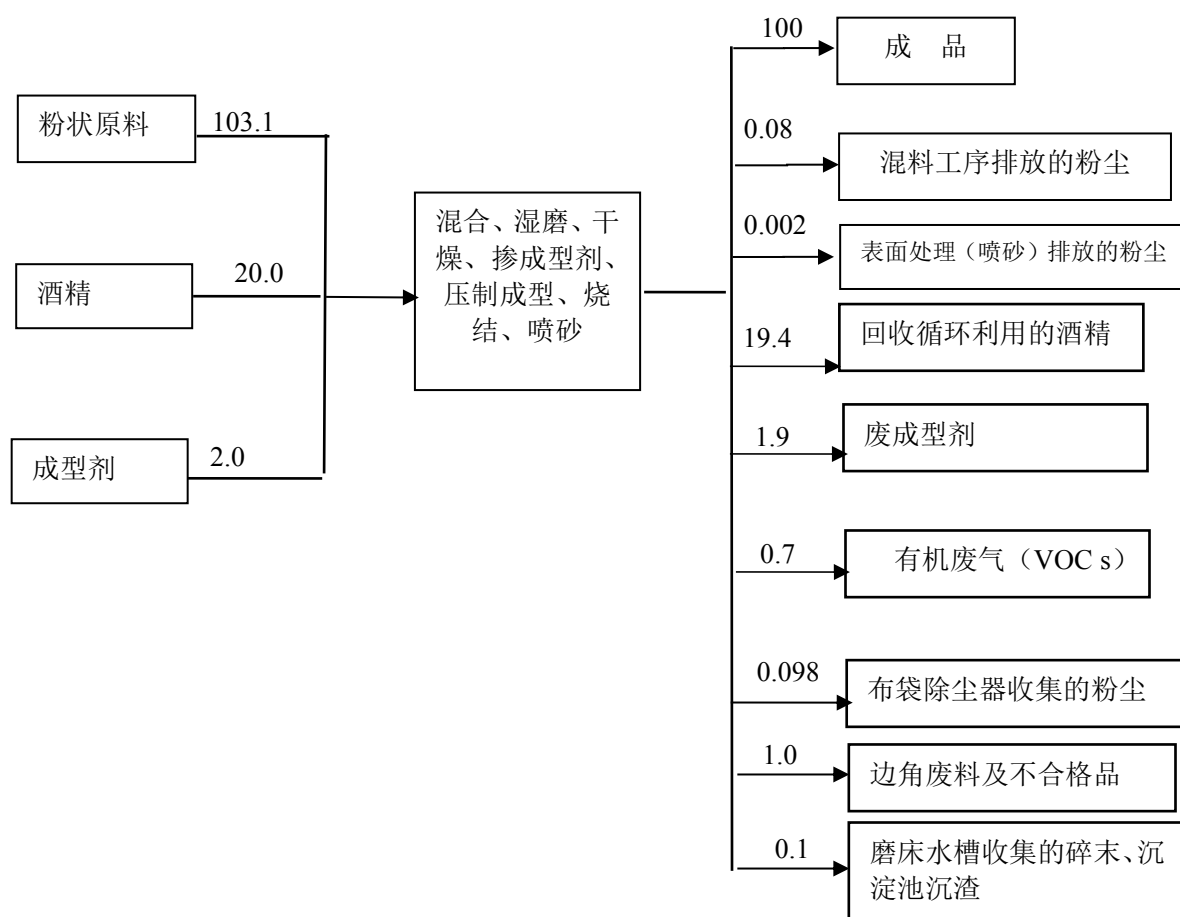 粉状原料
103.1
酒精
20.0
成型剂
2.0
混合、湿磨、干
燥、掺成型剂、
压制成型、烧
结、喷砂
100
成 品
0.08
混料工序排放的粉尘
0.002
表面处理（喷砂）排放的粉尘
19.4
回收循环利用的酒精
1.9
废成型剂
0.7
有机废气（VOC s）
0.098
布袋除尘器收集的粉尘
1.0
边角废料及不合格品
0.1
磨床水槽收集的碎末、沉
淀池沉渣